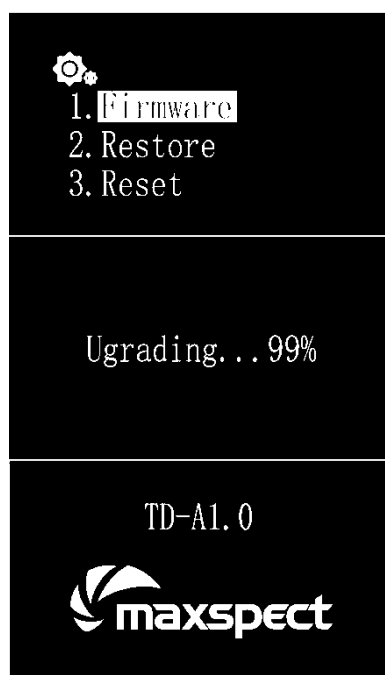 1. Firmware
2. Restore
3. Reset
Ugrading...99%
TD-A1.0
maxspect